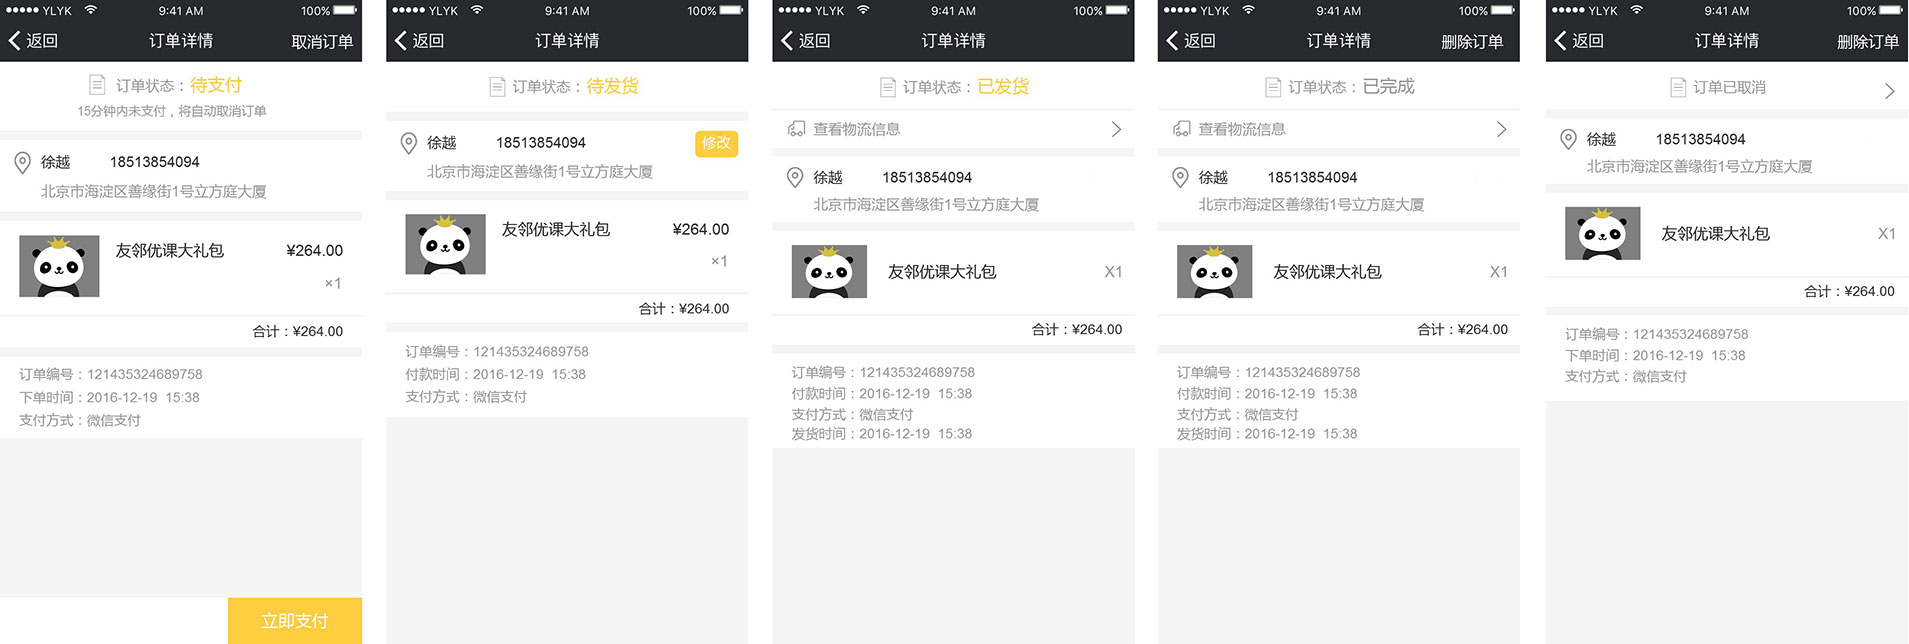 YLYK 9:41 AM 100%
返回 订单详情 取消订单
订单状态：待支付
15分钟内未支付，将自动取消订单
徐越 18513854094
北京市海淀区善缘街1号立方庭大厦
友邻优课大礼包 ¥264.00
×1
合计：¥264.00
订单编号：121435324689758
下单时间：2016-12-19 15:38
支付方式：微信支付
立即支付
YLYK 9:41 AM 100%
返回 订单详情
订单状态：待发货
徐越 18513854094 修改
北京市海淀区善缘街1号立方庭大厦
友邻优课大礼包 ¥264.00
×1
合计：¥264.00
订单编号：121435324689758
付款时间：2016-12-19 15:38
支付方式：微信支付
YLYK 9:41 AM 100%
返回 订单详情
订单状态：已发货
查看物流信息
徐越 18513854094
北京市海淀区善缘街1号立方庭大厦
友邻优课大礼包 X1
合计：¥264.00
订单编号：121435324689758
付款时间：2016-12-19 15:38
支付方式：微信支付
发货时间：2016-12-19 15:38
YLYK 9:41 AM 100%
返回 订单详情 删除订单
订单状态：已完成
查看物流信息
徐越 18513854094
北京市海淀区善缘街1号立方庭大厦
友邻优课大礼包 X1
合计：¥264.00
订单编号：121435324689758
付款时间：2016-12-19 15:38
支付方式：微信支付
发货时间：2016-12-19 15:38
YLYK 9:41 AM 100%
返回 订单详情 删除订单
订单已取消
徐越 18513854094
北京市海淀区善缘街1号立方庭大厦
友邻优课大礼包 X1
合计：¥264.00
订单编号：121435324689758
下单时间：2016-12-19 15:38
支付方式：微信支付